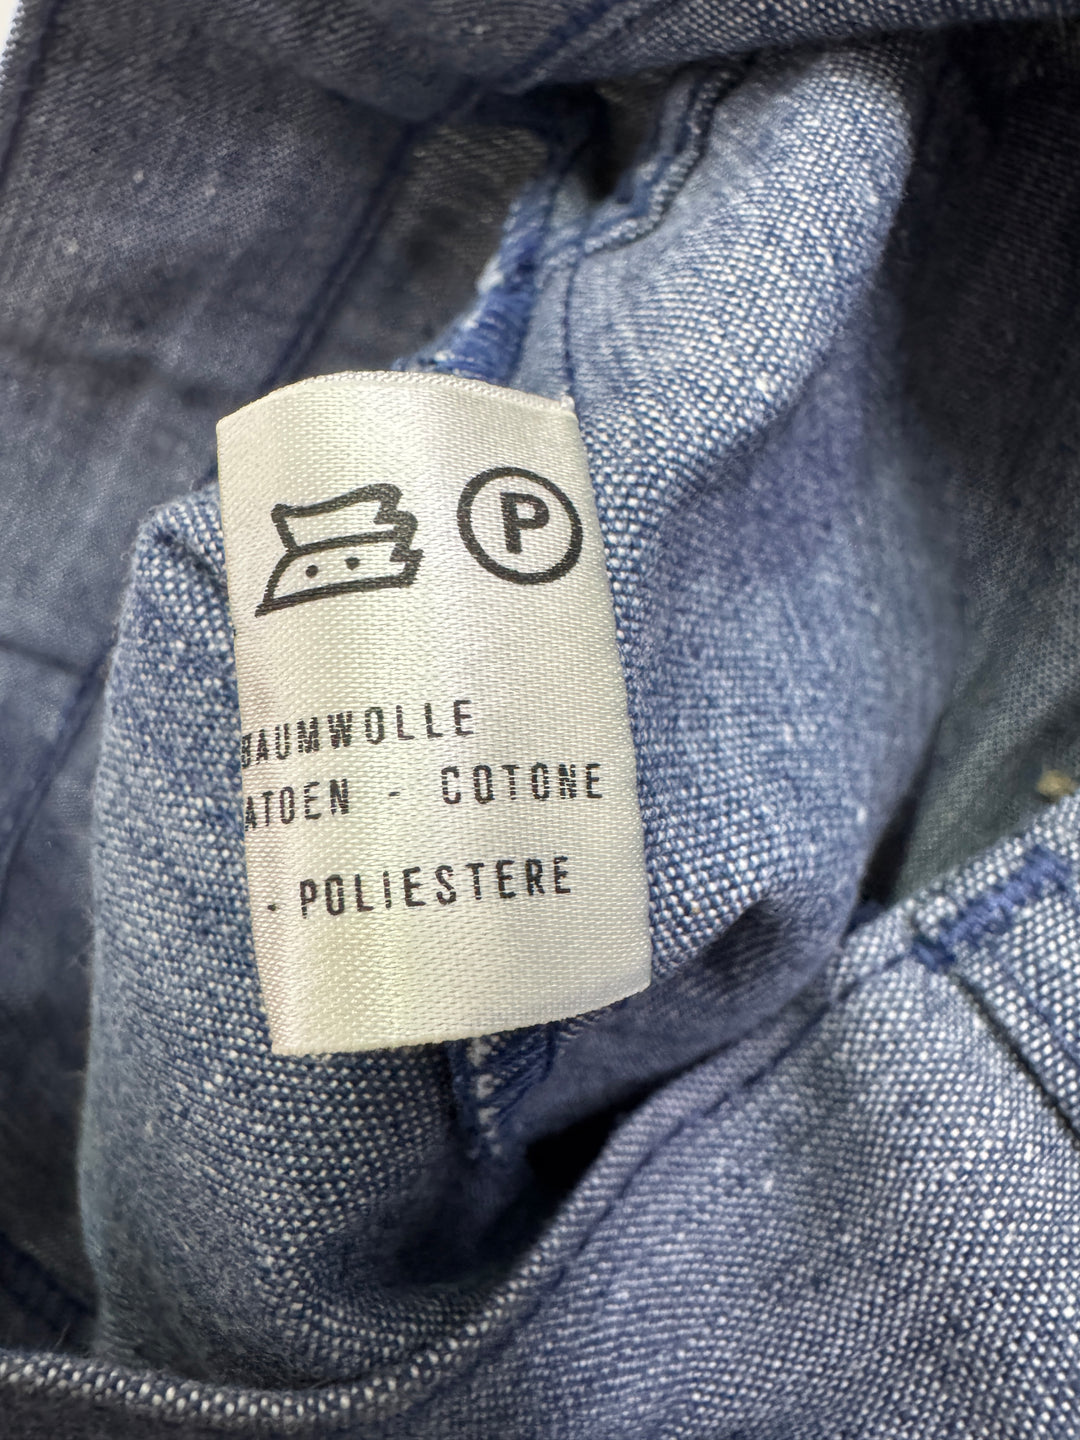 P
BAUMWOLLE
ATOEN - COTONE
- POLIESTERE